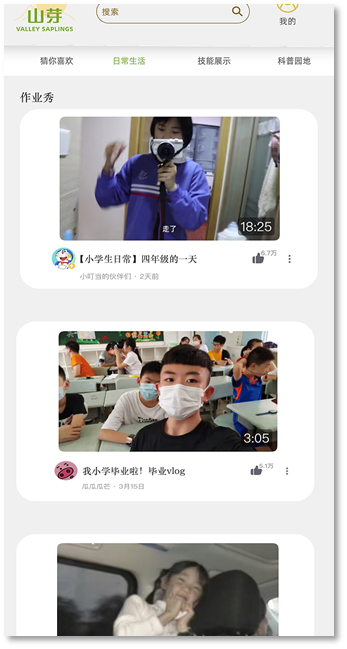 山芽
VALLEY SAPLINGS
搜索
我的
猜你喜欢
日常生活
技能展示
科普园地
作业秀
走了
18:25
【小学生日常】四年级的一天
6.7万
小叮当的伙伴们 · 2天前
3:05
我小学毕业啦！毕业vlog
5.1万
瓜瓜瓜芒 · 3月15日